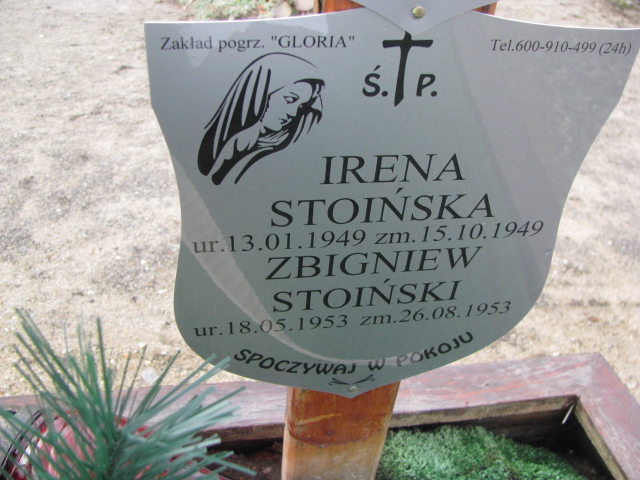 Zakład pogrz. "GLORIA"
Tel.600-910-499 (24h)
Ś. P.
IRENA
STOIŃSKA
ur.13.01.1949 zm.15.10.1949
ZBIGNIEW
STOIŃSKI
ur.18.05.1953 zm.26.08.1953
SPOCZYWAJ W POKOJU